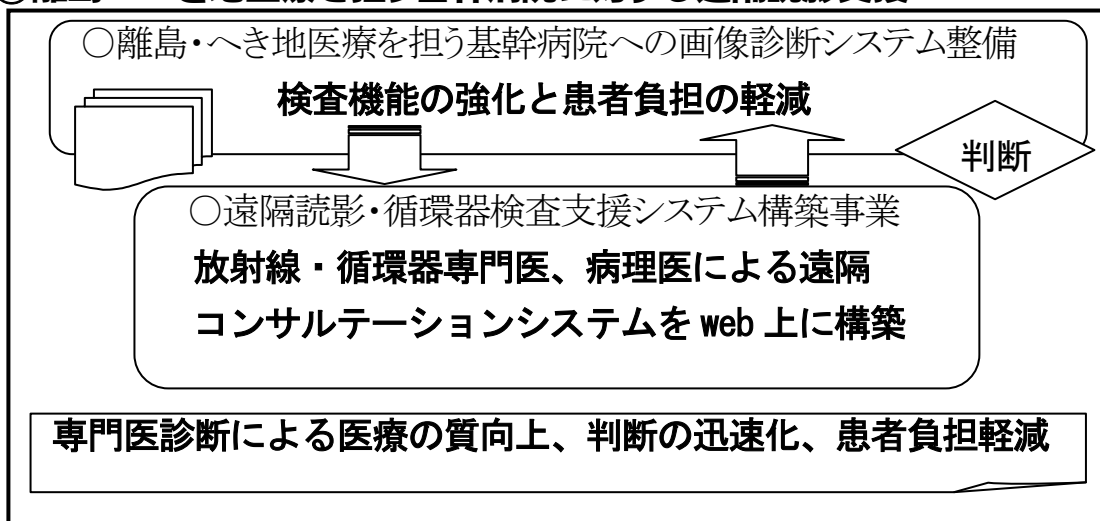 ○離島・へき地医療を担う基幹病院への画像診断システム整備
検査機能の強化と患者負担の軽減
判断
○遠隔読影・循環器検査支援システム構築事業
放射線・循環器専門医、病理医による遠隔
コンサルテーションシステムを web 上に構築
専門医診断による医療の質向上、判断の迅速化、患者負担軽減